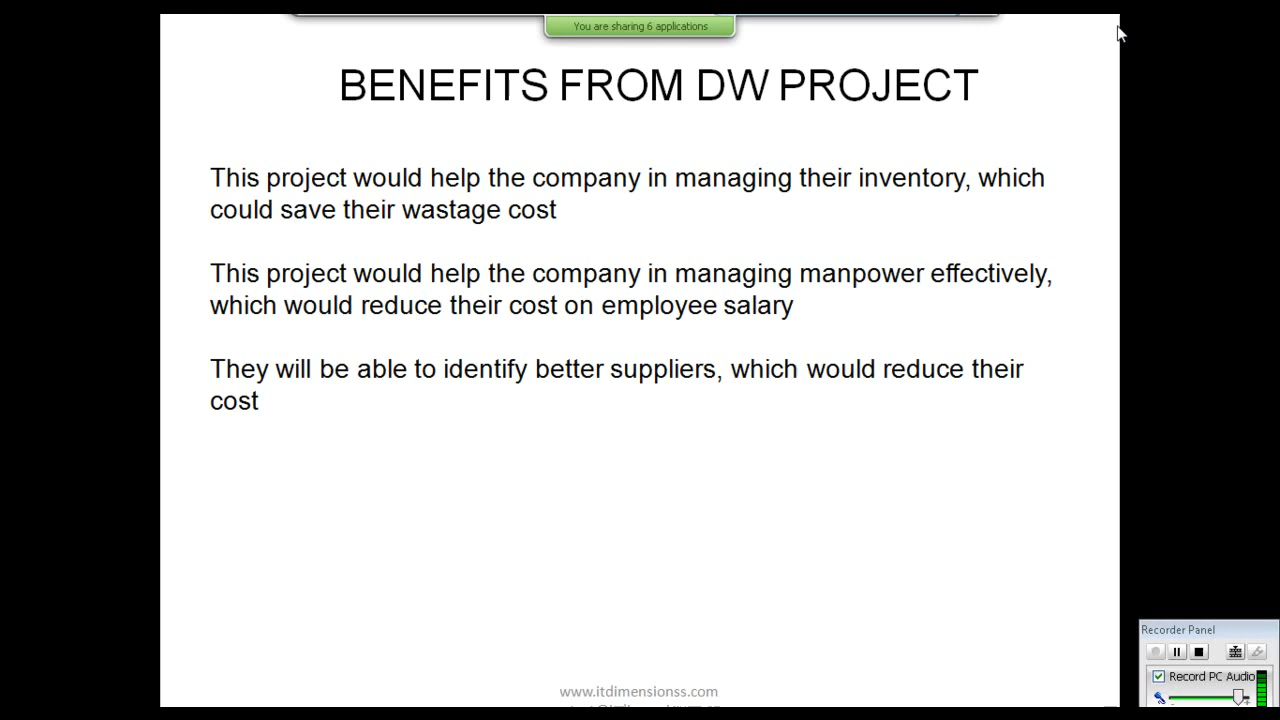 You are sharing 6 applications
BENEFITS FROM DW PROJECT
This project would help the company in managing their inventory, which
could save their wastage cost
This project would help the company in managing manpower effectively,
which would reduce their cost on employee salary
They will be able to identify better suppliers, which would reduce their
cost
Recorder Panel
Record PC Audio
www.itdimensionss.com